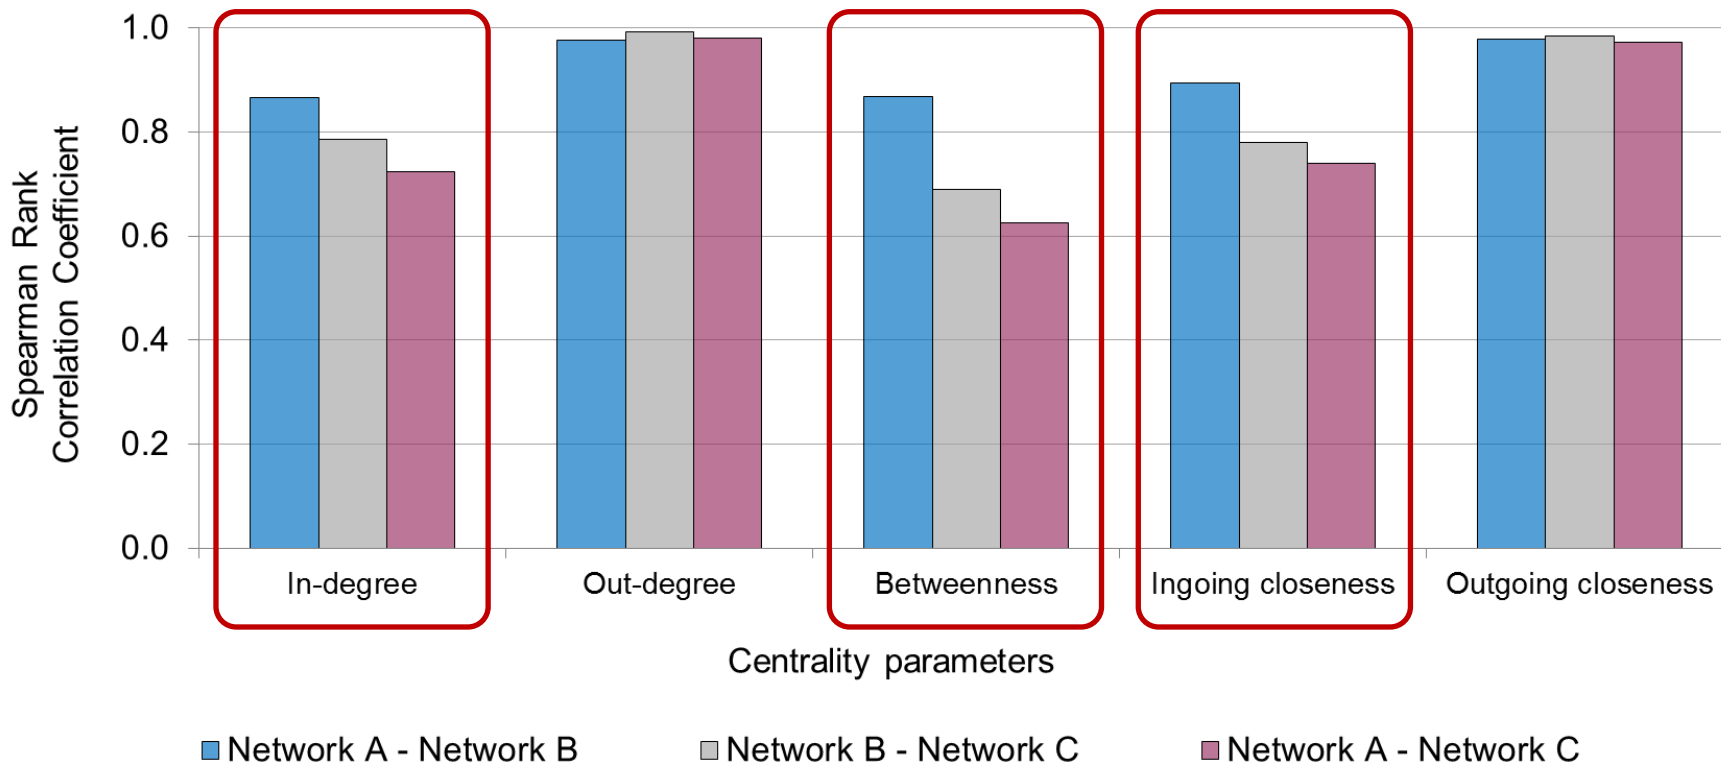 Spearman Rank
Correlation Coefficient
1.0
0.8
0.6
0.4
0.2
0.0
In-degree
Out-degree
Betweenness
Ingoing closeness
Outgoing closeness
Centrality parameters
Network A - Network B
Network B - Network C
Network A - Network C